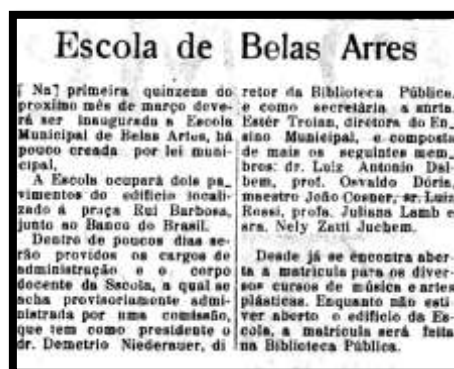 Escola de Belas Arres
[ Na] primeira quinzena do
proximo mês de março deve-
rá ser inaugurada a Escola
Municipal de Belas Artes, há
pouco creada por lei muni-
cipal.
A Escola ocupará dois pa-
vimentos do edificio locali-
zado á praça Rui Barbosa,
junto ao Banco do Brasil.
Dentro de poucos dias se-
rão providos os cargos de
administração e o corpo
docente da Escola, a qual se
acha provisoriamente admi-
nistrada por uma comissão,
que tem como presidente o
dr. Demetrio Niederauer, di
retor da Biblioteca Pública,
e como secretária a snrta.
Estér Troian, diretora do En-
sino Municipal, e composta
de mais os seguintes mem-
bros: dr. Luiz Antonio Dal-
bem, prof. Osvaldo Dóris,
maestro João Cosner, sr. Luiz
Rossi, profa. Juliana Lamb e
sra. Nely Zatti Juchem.
Desde já se encontra aber-
ta á matricula para os diver-
sos cursos de música e artes
plásticas. Enquanto não esti
ver aberto o edificio da Es-
cola, a matricula será feita
na Biblioteca Pública.